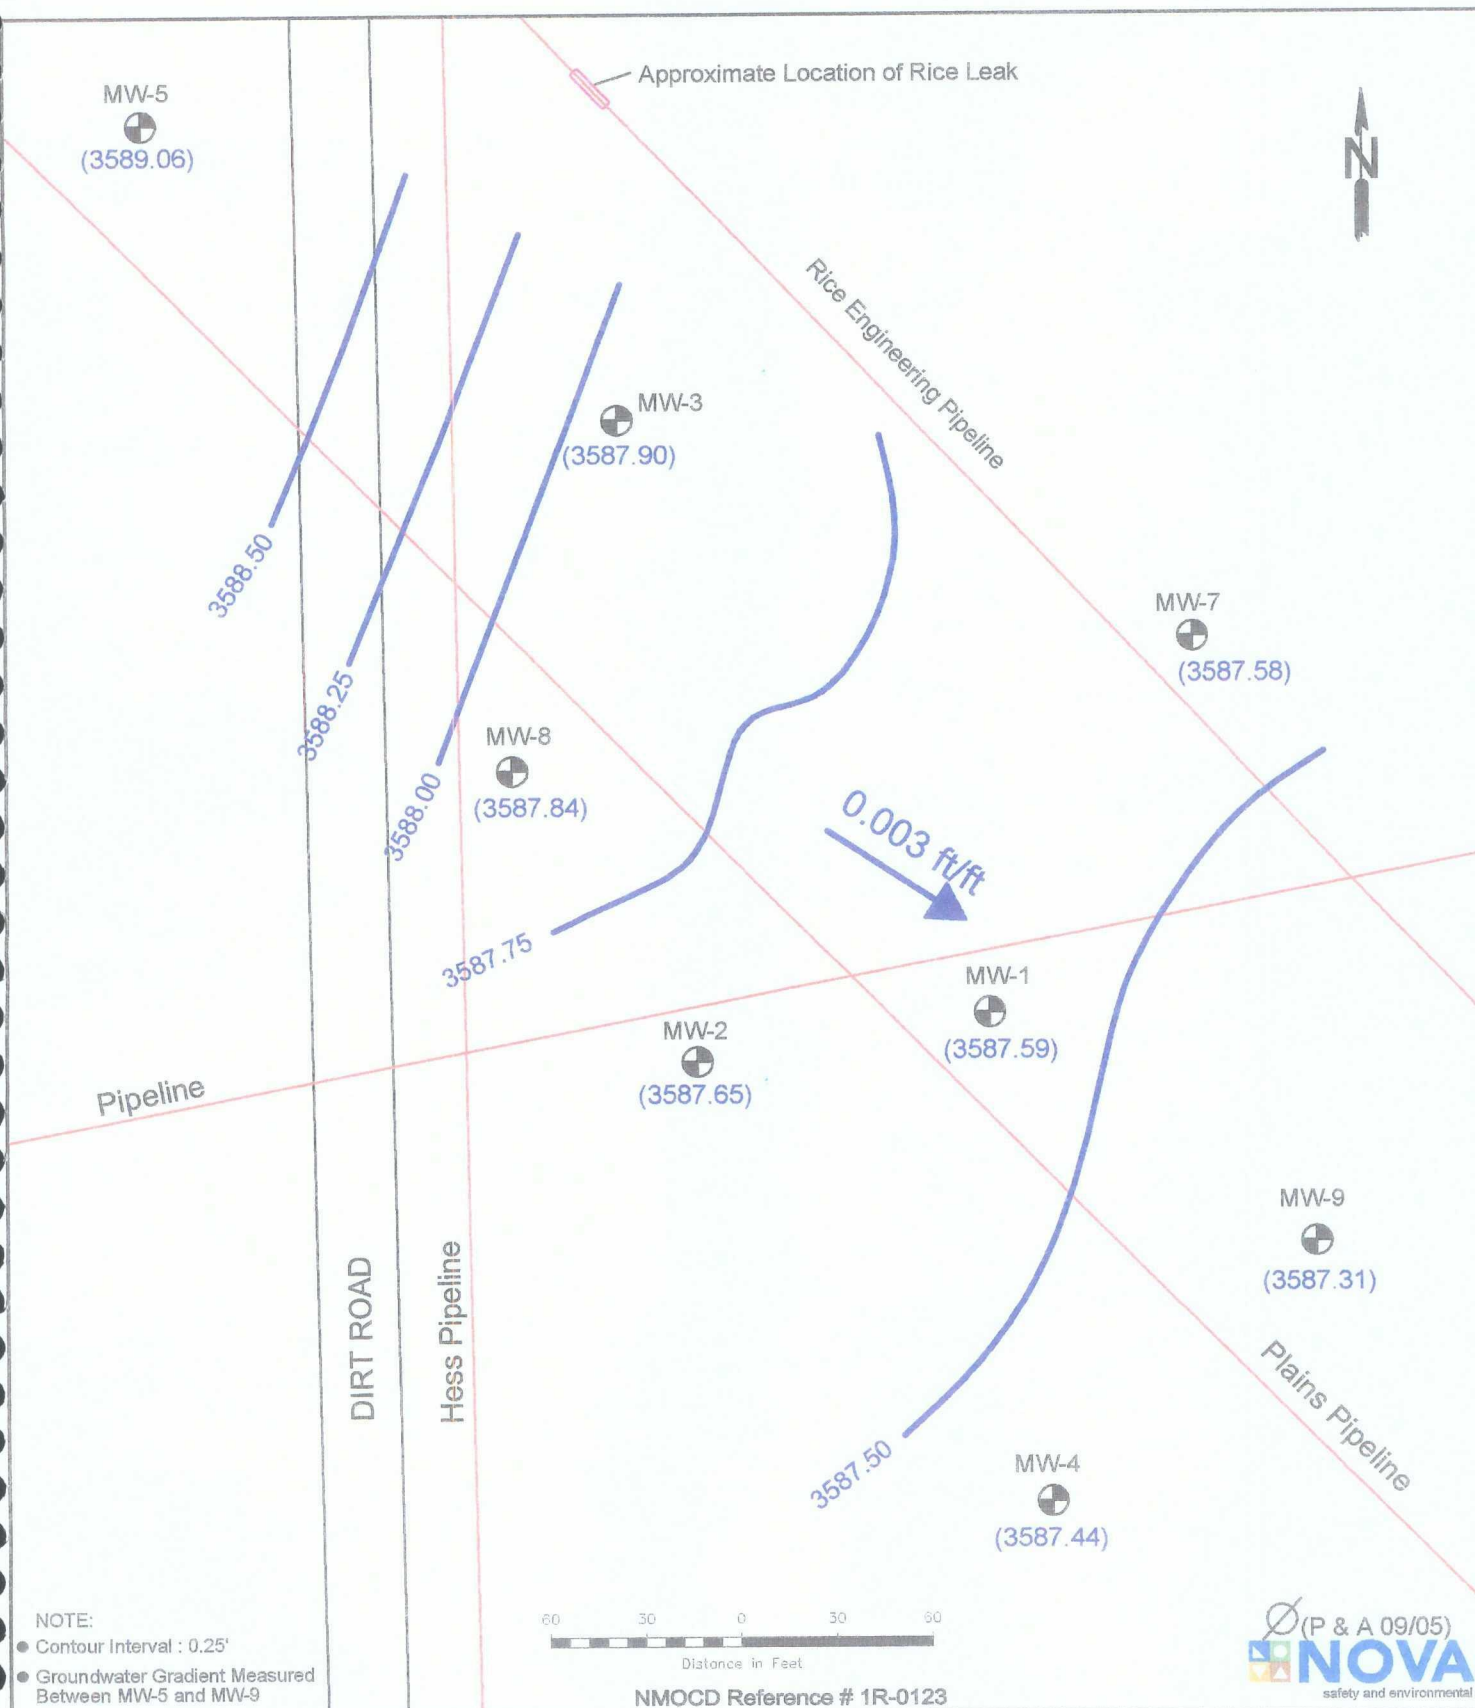 Approximate Location of Rice Leak
MW-5
(3589.06)
N
Rice Engineering Pipeline
MW-3
(3587.90)
3588.50
MW-7
(3587.58)
3588.25
MW-8
(3587.84)
3588.00
0.003 ft/ft
3587.75
MW-1
(3587.59)
MW-2
(3587.65)
Pipeline
MW-9
(3587.31)
DIRT ROAD
Hess Pipeline
Plains Pipeline
3587.50
MW-4
(3587.44)
NOTE:
● Contour Interval : 0.25'
● Groundwater Gradient Measured
Between MW-5 and MW-9
60 30 0 30 60
Distance in Feet
NMOCD Reference # 1R-0123
(P & A 09/05)
NOVA
safety and environmental